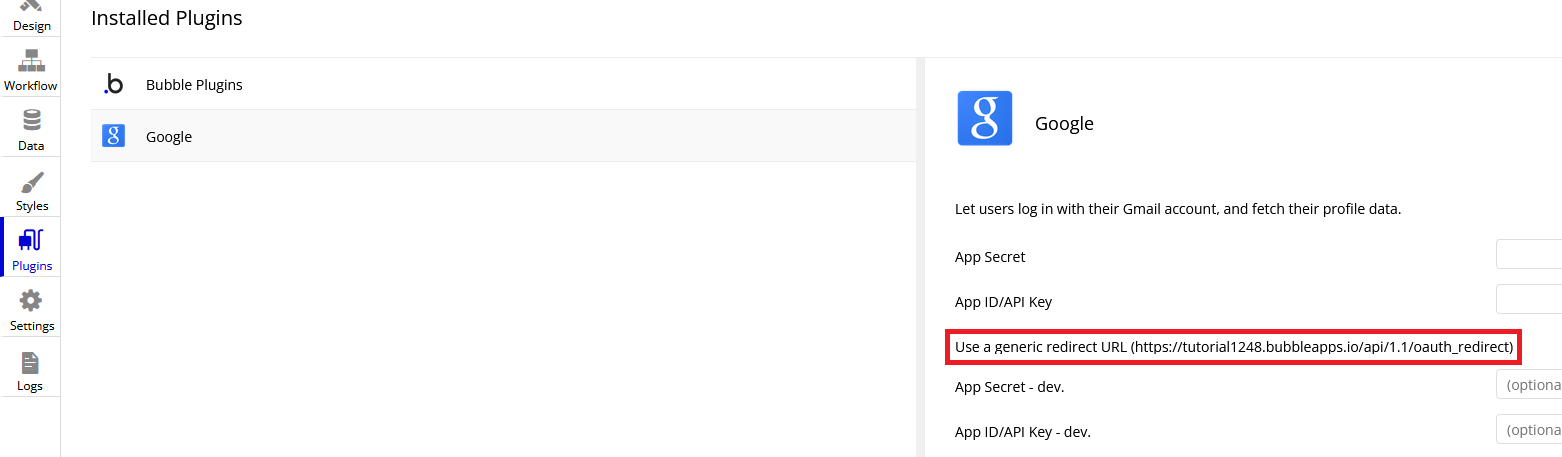 Installed Plugins
Design
Workflow
Data
Styles
Plugins
Settings
Logs
.b Bubble Plugins
g Google
g Google
Let users log in with their Gmail account, and fetch their profile data.
App Secret
App ID/API Key
Use a generic redirect URL (https://tutorial1248.bubbleapps.io/api/1.1/oauth_redirect)
App Secret - dev. (optiona
App ID/API Key - dev. (optiona